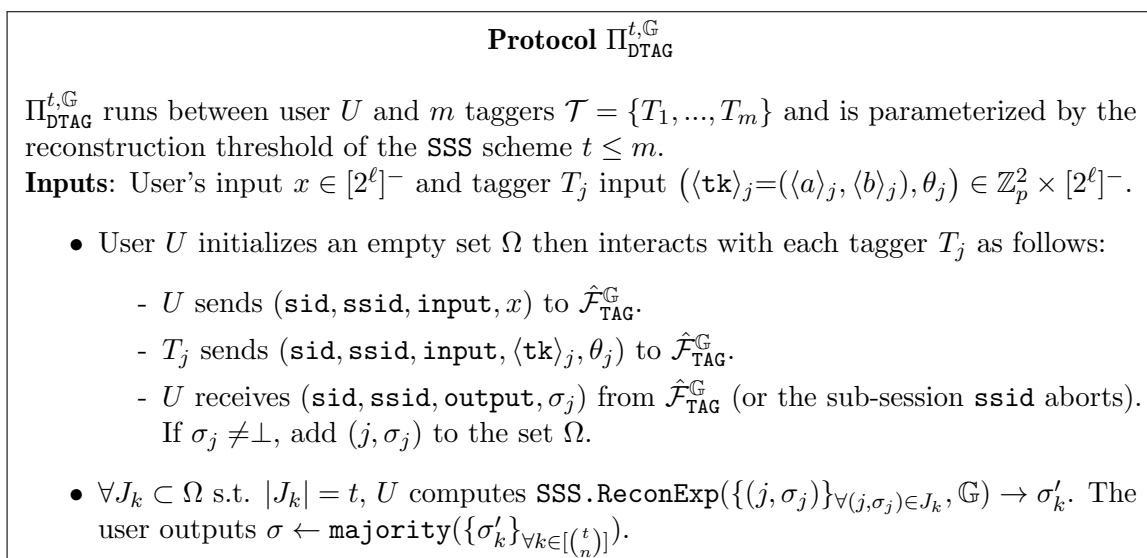 Protocol Π_DTAG^{t,𝔾}
Π_DTAG^{t,𝔾} runs between user U and m taggers 𝒯 = {T_1, ..., T_m} and is parameterized by the
reconstruction threshold of the SSS scheme t ≤ m.
Inputs: User's input x ∈ [2^ℓ]^− and tagger T_j input (⟨tk⟩_j=(⟨a⟩_j, ⟨b⟩_j), θ_j) ∈ ℤ_p^2 × [2^ℓ]^−.
• User U initializes an empty set Ω then interacts with each tagger T_j as follows:
- U sends (sid, ssid, input, x) to ℱ̂_TAG^𝔾.
- T_j sends (sid, ssid, input, ⟨tk⟩_j, θ_j) to ℱ̂_TAG^𝔾.
- U receives (sid, ssid, output, σ_j) from ℱ̂_TAG^𝔾 (or the sub-session ssid aborts).
If σ_j ≠⊥, add (j, σ_j) to the set Ω.
• ∀J_k ⊂ Ω s.t. |J_k| = t, U computes SSS.ReconExp({(j, σ_j)}_{∀(j,σ_j)∈J_k}, 𝔾) → σ'_k. The
user outputs σ ← majority({σ'_k}_{∀k∈[\binom{t}{n}]}).